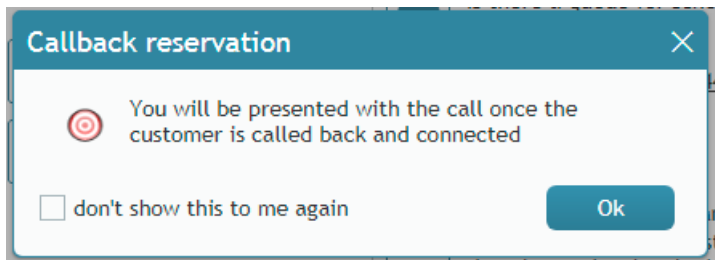 Callback reservation
You will be presented with the call once the
customer is called back and connected
don't show this to me again
Ok